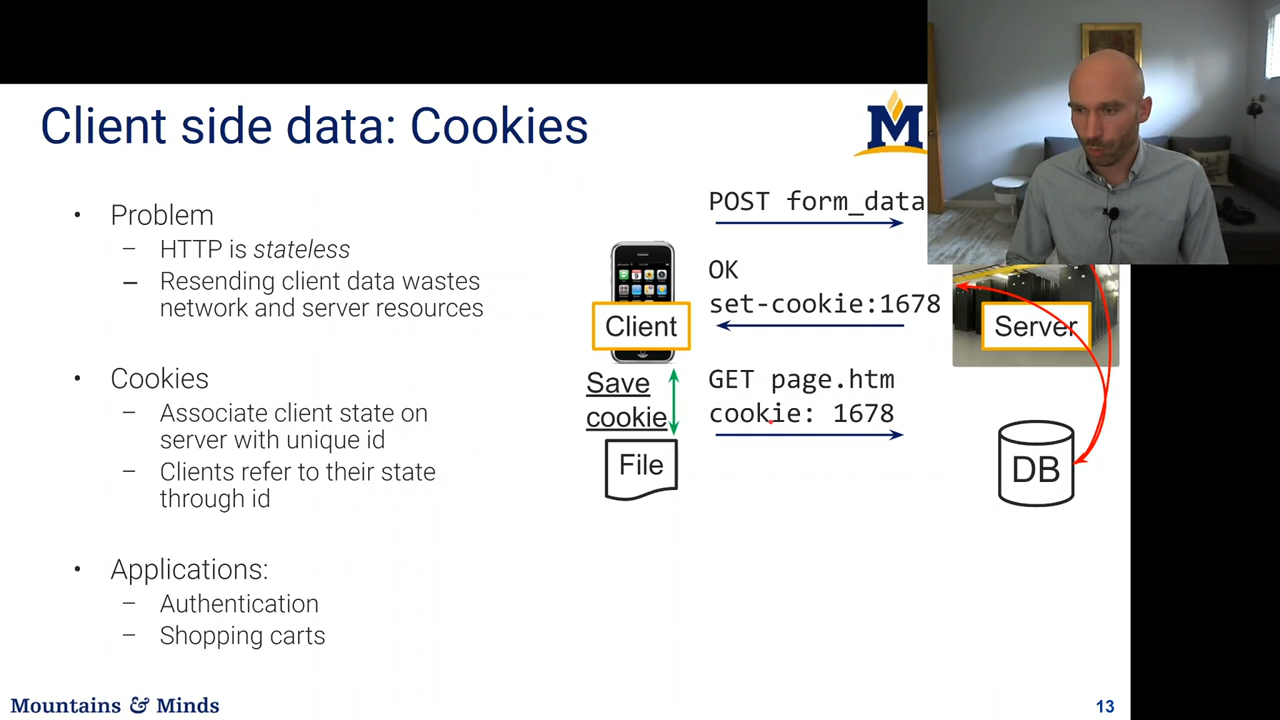 Client side data: Cookies
M
• Problem
– HTTP is stateless
– Resending client data wastes
network and server resources
• Cookies
– Associate client state on
server with unique id
– Clients refer to their state
through id
• Applications:
– Authentication
– Shopping carts
POST form_data
OK
set-cookie:1678
Client
Server
Save
cookie
GET page.htm
cookie: 1678
File
DB
Mountains & Minds
13